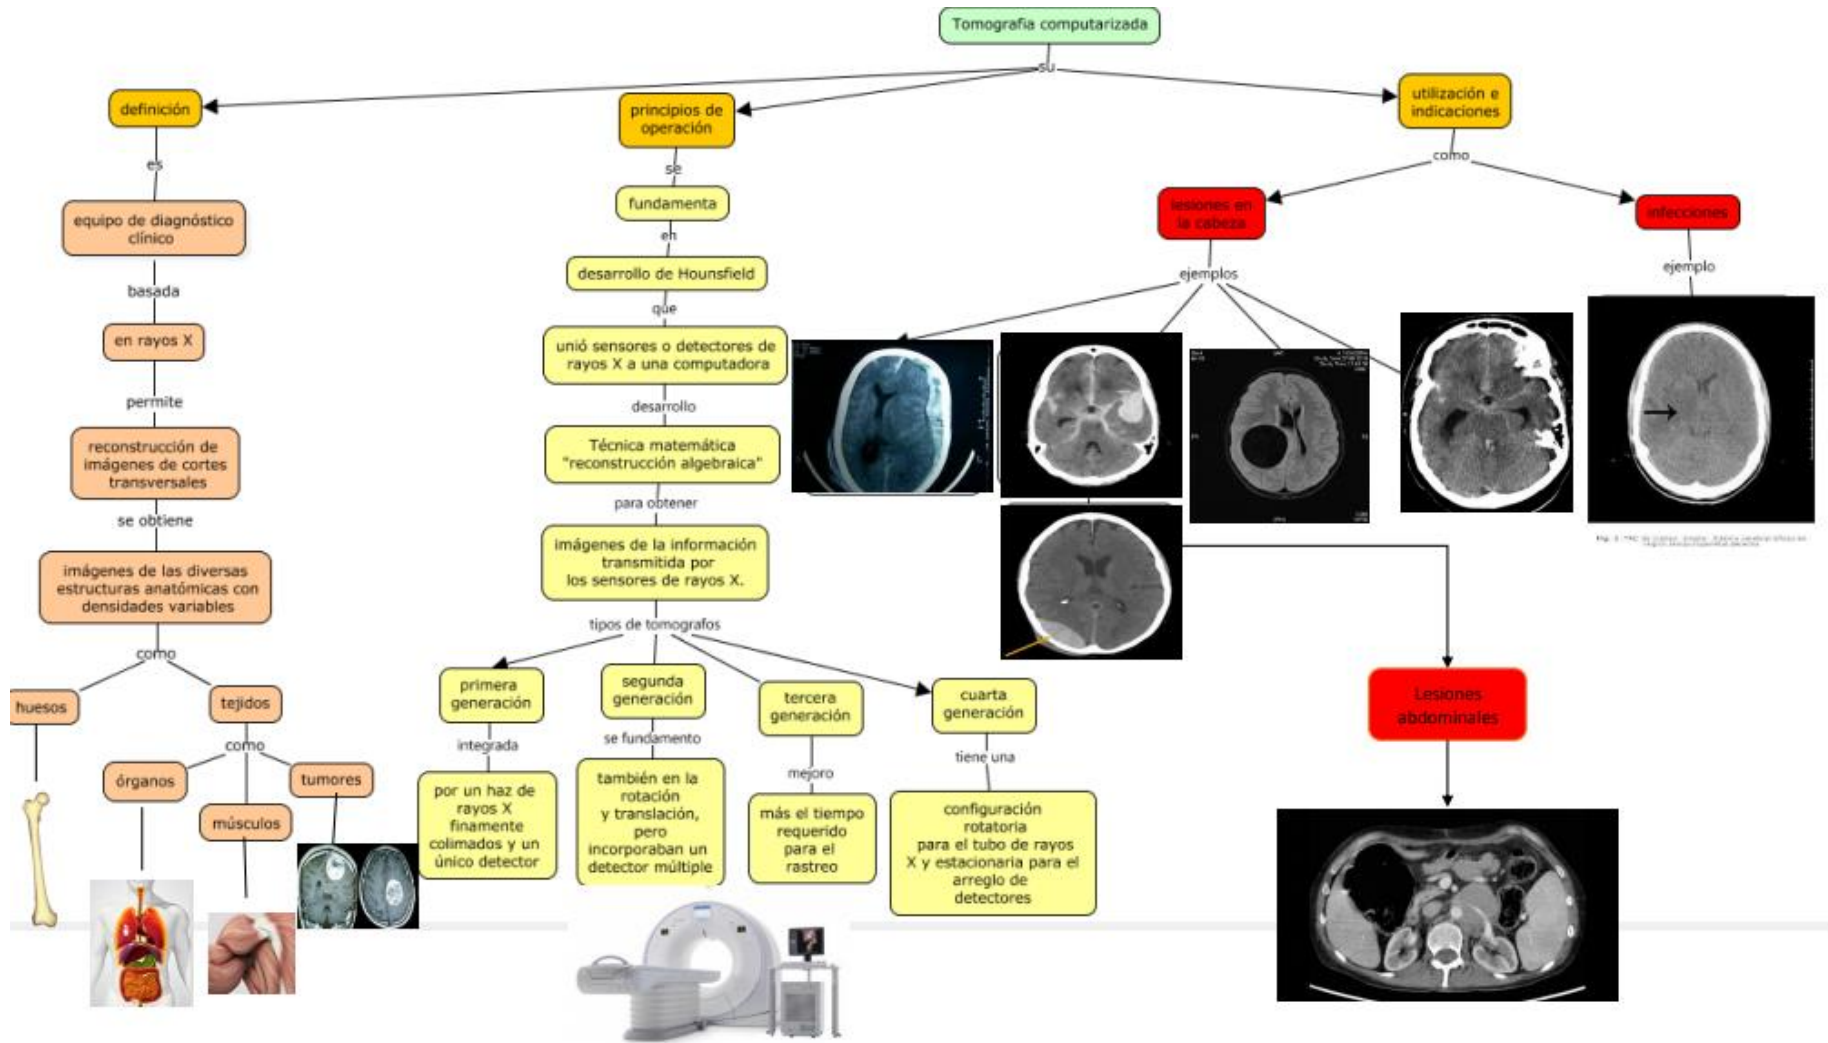 Tomografia computarizada
su
definición
es
equipo de diagnóstico
clínico
basada
en rayos X
permite
reconstrucción de
imágenes de cortes
transversales
se obtiene
imágenes de las diversas
estructuras anatómicas con
densidades variables
como
huesos
tejidos
como
órganos
músculos
tumores
principios de
operación
se
fundamenta
en
desarrollo de Hounsfield
que
unió sensores o detectores de
rayos X a una computadora
desarrollo
Técnica matemática
"reconstrucción algebraica"
para obtener
imágenes de la información
transmitida por
los sensores de rayos X.
tipos de tomografos
primera
generación
integrada
por un haz de
rayos X
finamente
colimados y un
único detector
segunda
generación
se fundamento
también en la
rotación
y translación,
pero
incorporaban un
detector múltiple
tercera
generación
mejoro
más el tiempo
requerido
para el
rastreo
cuarta
generación
tiene una
configuración
rotatoria
para el tubo de rayos
X y estacionaria para el
arreglo de
detectores
utilización e
indicaciones
como
lesiones en
la cabeza
ejemplos
infecciones
ejemplo
Lesiones
abdominales